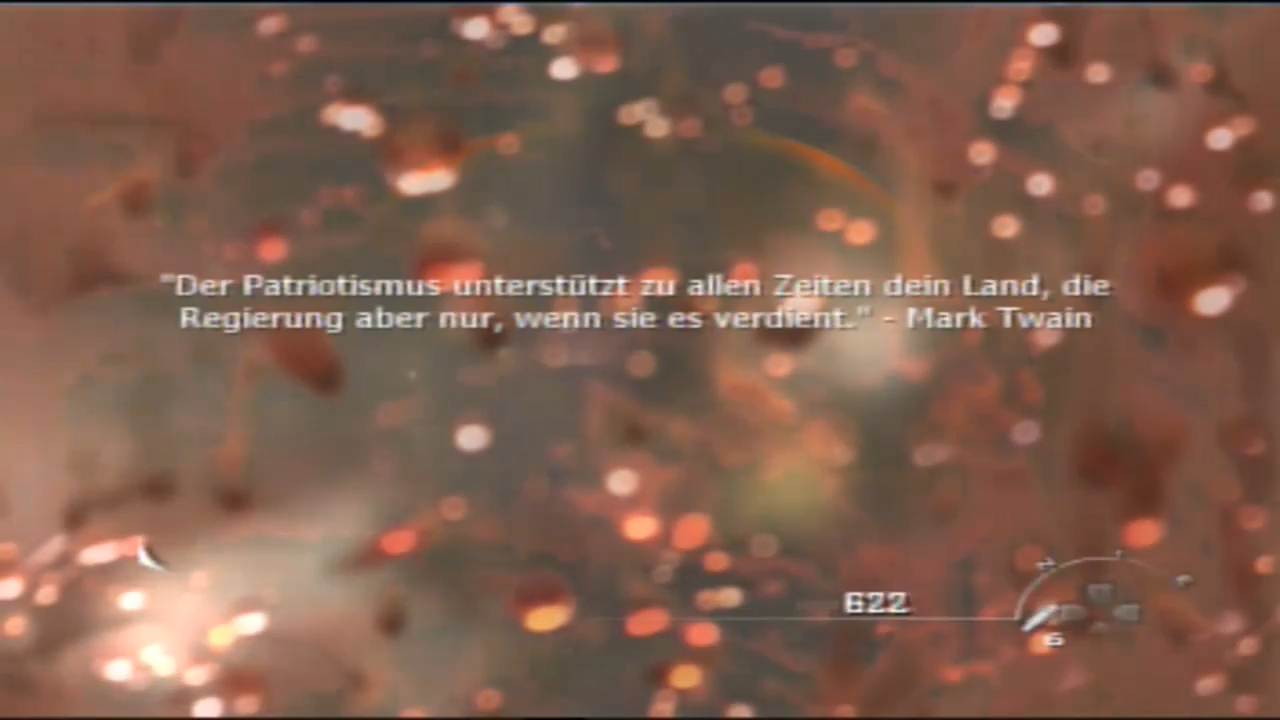 "Der Patriotismus unterstützt zu allen Zeiten dein Land, die
Regierung aber nur, wenn sie es verdient." - Mark Twain
622
6